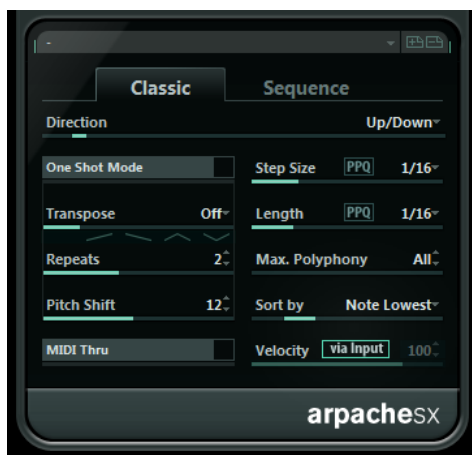 -
Classic Sequence
Direction Up/Down
One Shot Mode Step Size PPQ 1/16
Transpose Off Length PPQ 1/16
Repeats 2 Max. Polyphony All
Pitch Shift 12 Sort by Note Lowest
MIDI Thru Velocity via Input 100
arpachesx